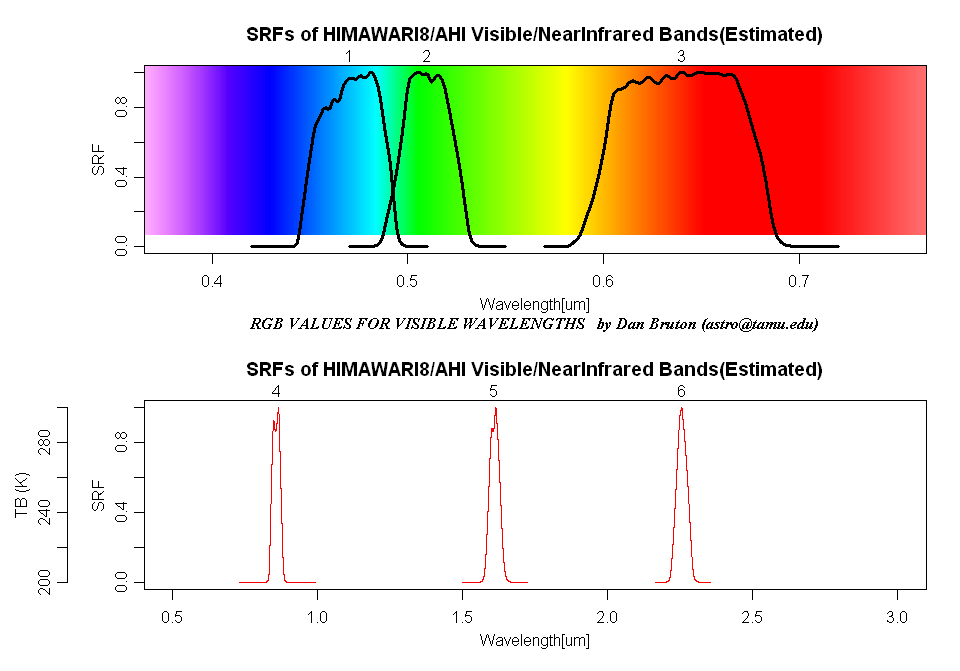 SRFs of HIMAWARI8/AHI Visible/NearInfrared Bands(Estimated)
1 2 3
SRF
0.8
0.4
0.0
0.4 0.5 0.6 0.7
Wavelength[um]
RGB VALUES FOR VISIBLE WAVELENGTHS by Dan Bruton (astro@tamu.edu)
SRFs of HIMAWARI8/AHI Visible/NearInfrared Bands(Estimated)
4 5 6
TB (K)
280
240
200
SRF
0.8
0.4
0.0
0.5 1.0 1.5 2.0 2.5 3.0
Wavelength[um]